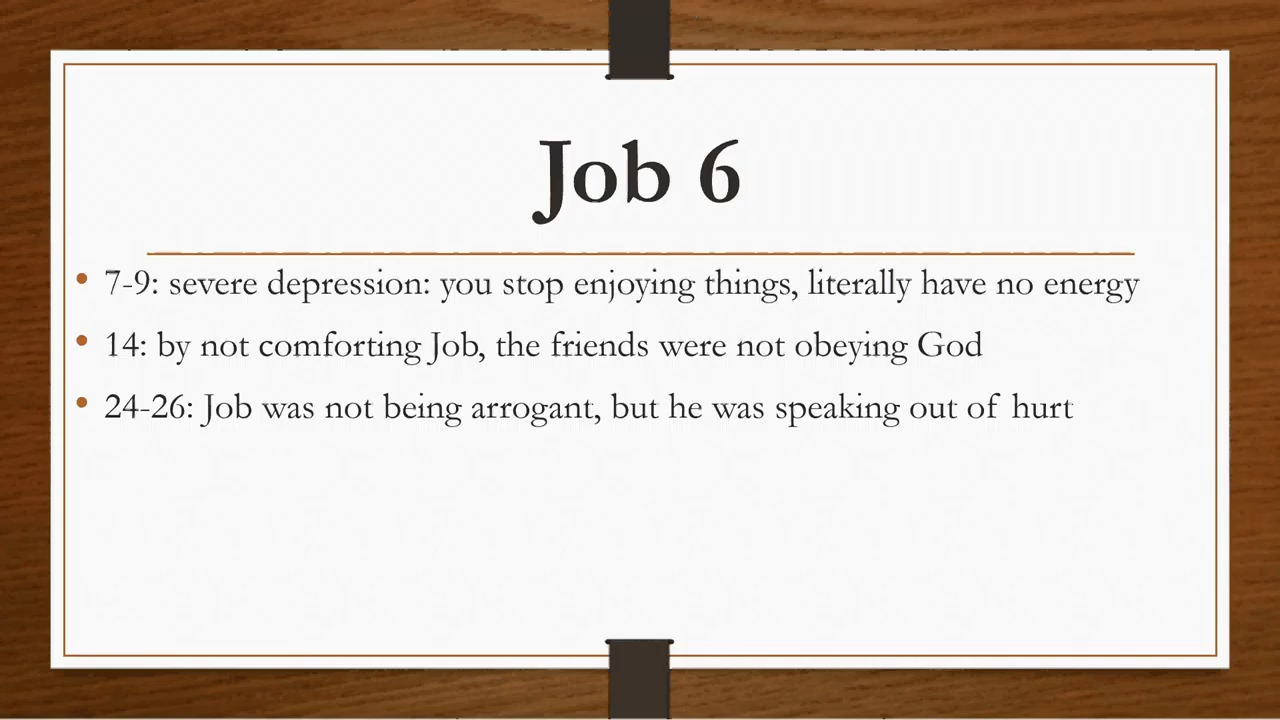 Job 6
• 7-9: severe depression: you stop enjoying things, literally have no energy
• 14: by not comforting Job, the friends were not obeying God
• 24-26: Job was not being arrogant, but he was speaking out of hurt